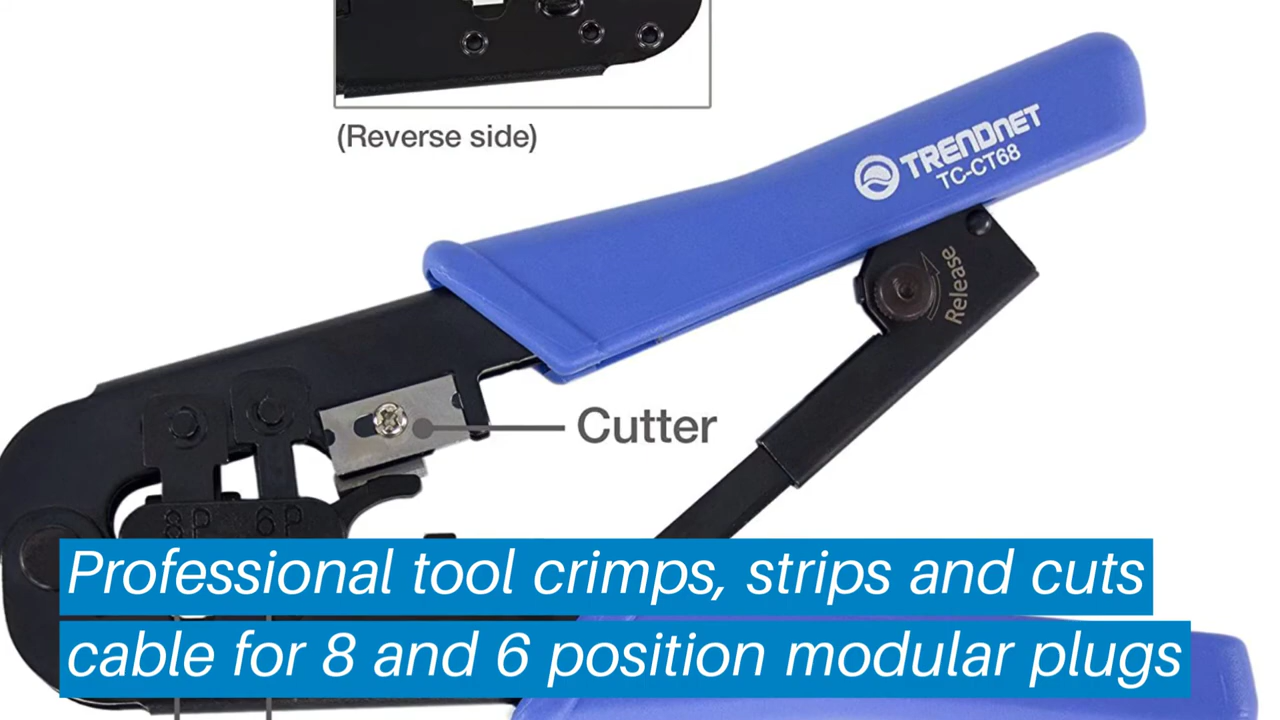 (Reverse side)
TRENDNET
TC-CT68
Release
Cutter
8P 6P
Professional tool crimps, strips and cuts
cable for 8 and 6 position modular plugs